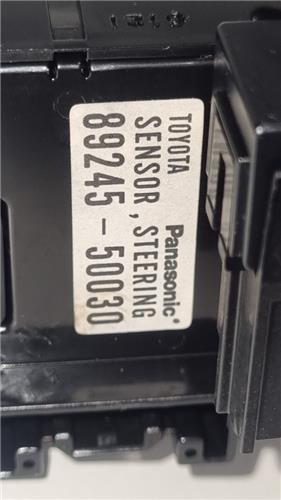 TOYOTA
SENSOR, STEERING
89245-50030
Panasonic